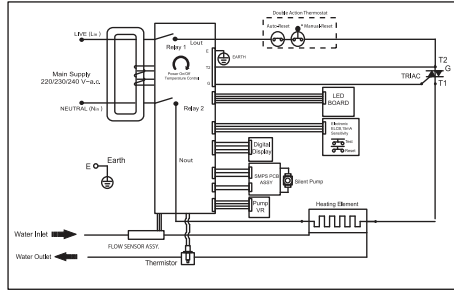 Double Action Thermostat
Auto-Reset
* Manual-Reset
LIVE (Lin )
Relay 1
Lout
E
EARTH
Power On/Off
Temperature Control
T2
T2
G
G
TRIAC
T1
Main Supply
220/230/240 V~a.c.
NEUTRAL (Nin )
Relay 2
LED
BOARD
Electronic
ELCB,15mA
Sensitivity
Test
Reset
Digital
Display
Nout
E
Earth
SMPS PCB
ASSY
Silent Pump
Pump
VR
Heating Element
Water Inlet
FLOW SENSOR ASSY.
Water Outlet
Thermistor